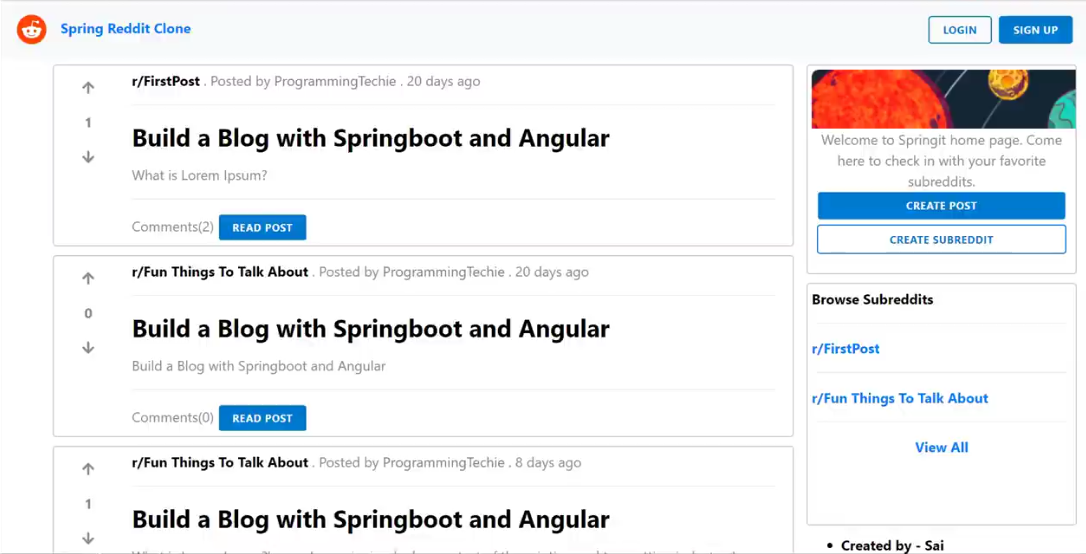 Spring Reddit Clone
LOGIN
SIGN UP
r/FirstPost . Posted by ProgrammingTechie . 20 days ago
1
Build a Blog with Springboot and Angular
What is Lorem Ipsum?
Comments(2)
READ POST
r/Fun Things To Talk About . Posted by ProgrammingTechie . 20 days ago
0
Build a Blog with Springboot and Angular
Build a Blog with Springboot and Angular
Comments(0)
READ POST
r/Fun Things To Talk About . Posted by ProgrammingTechie . 8 days ago
1
Build a Blog with Springboot and Angular
Welcome to Springit home page. Come
here to check in with your favorite
subreddits.
CREATE POST
CREATE SUBREDDIT
Browse Subreddits
r/FirstPost
r/Fun Things To Talk About
View All
• Created by - Sai